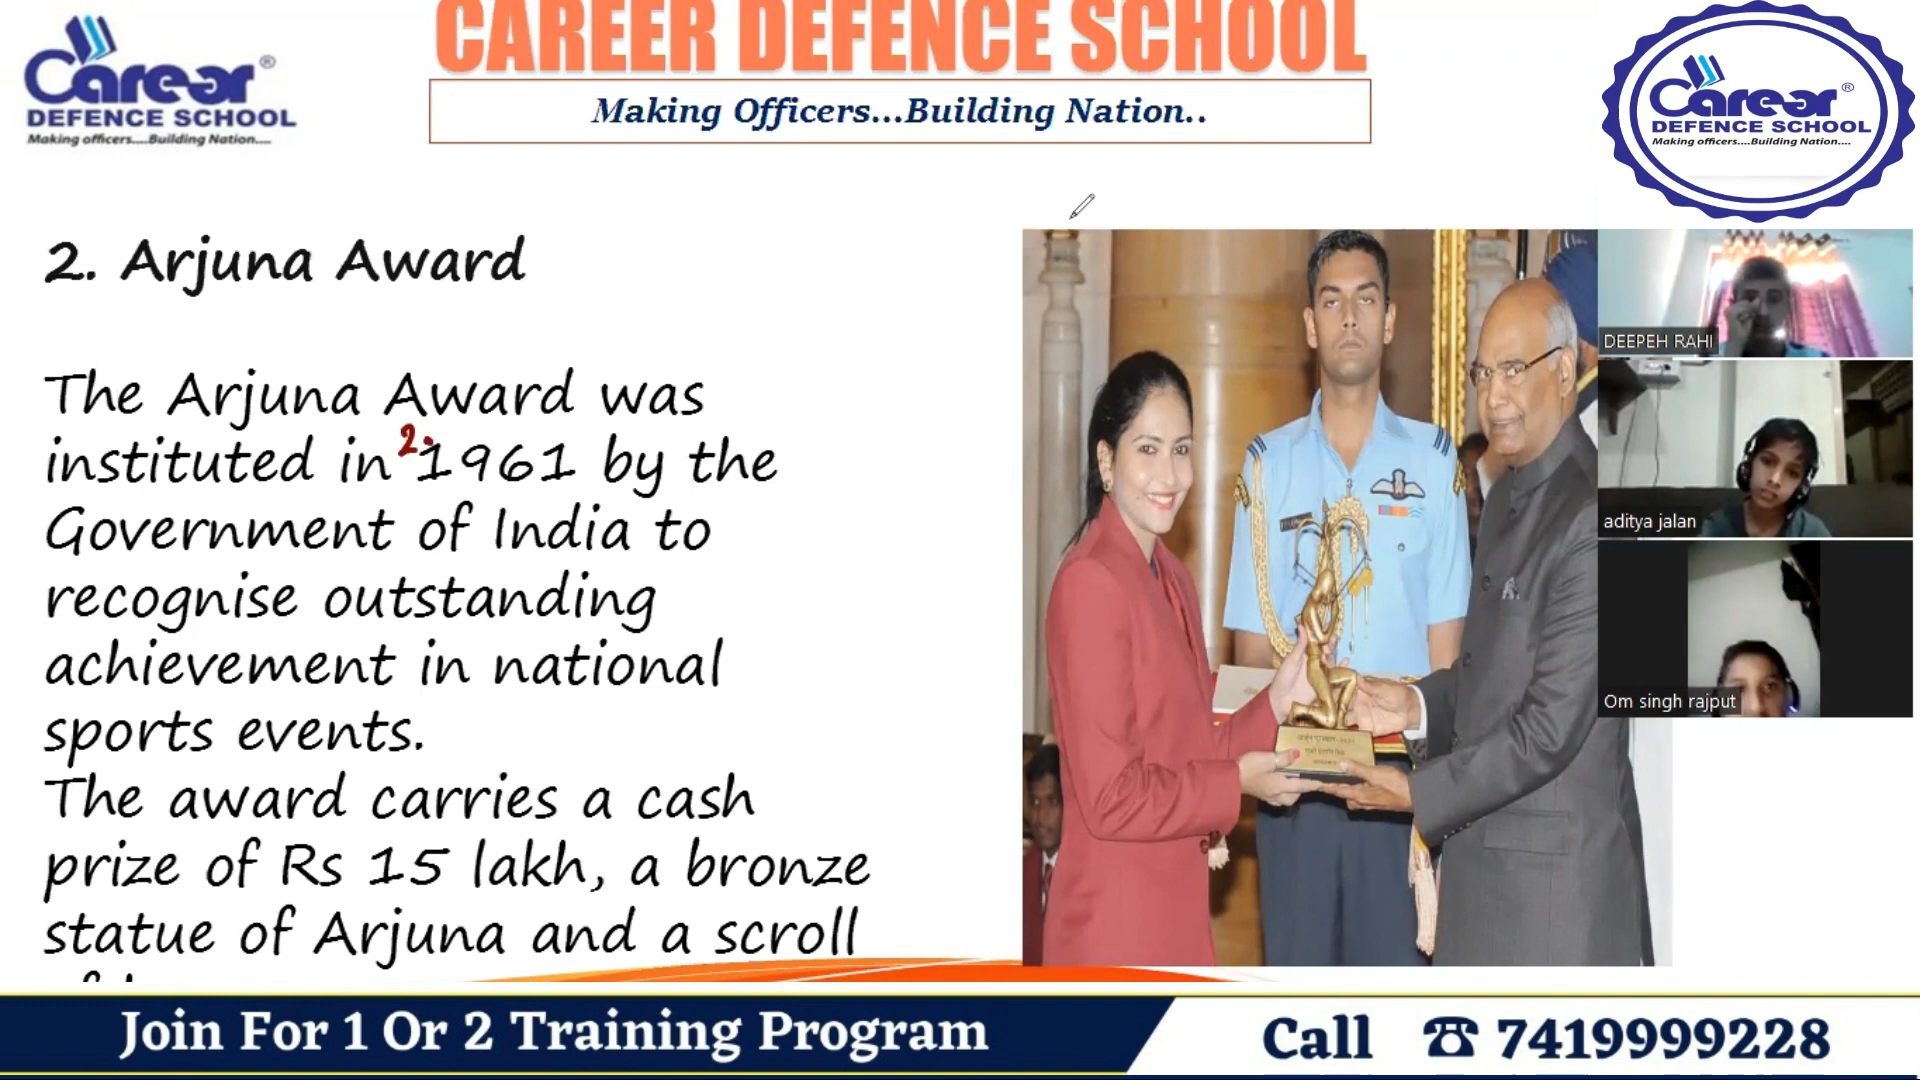 Career®
DEFENCE SCHOOL
Making officers....Building Nation....
CAREER DEFENCE SCHOOL
Making Officers...Building Nation..
Career®
DEFENCE SCHOOL
Making officers....Building Nation....
2. Arjuna Award
The Arjuna Award was
instituted in 1961 by the
2.
Government of India to
recognise outstanding
achievement in national
sports events.
The award carries a cash
prize of Rs 15 lakh, a bronze
statue of Arjuna and a scroll
DEEPEH RAHI
aditya jalan
Om singh rajput
Join For 1 Or 2 Training Program
Call ☎ 7419999228